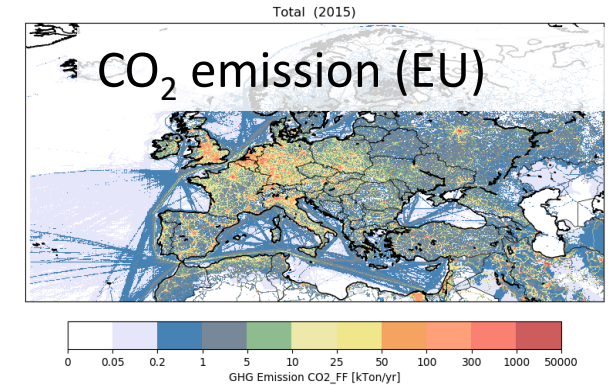 Total (2015)
CO₂ emission (EU)
0 0.05 0.2 1 5 10 25 50 100 300 1000 50000
GHG Emission CO2_FF [kTon/yr]